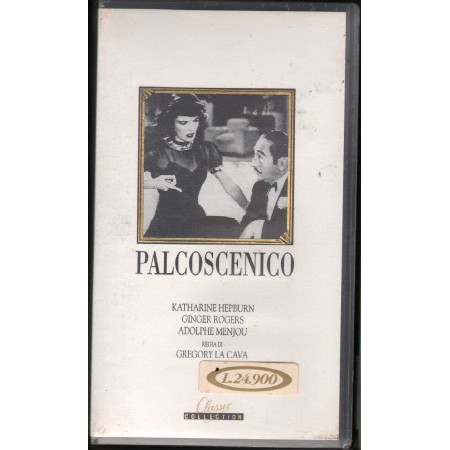 PALCOSCENICO
KATHARINE HEPBURN
GINGER ROGERS
ADOLPHE MENJOU
REGIA DI
GREGORY LA CAVA
L.24.900
Classic
COLLECTION